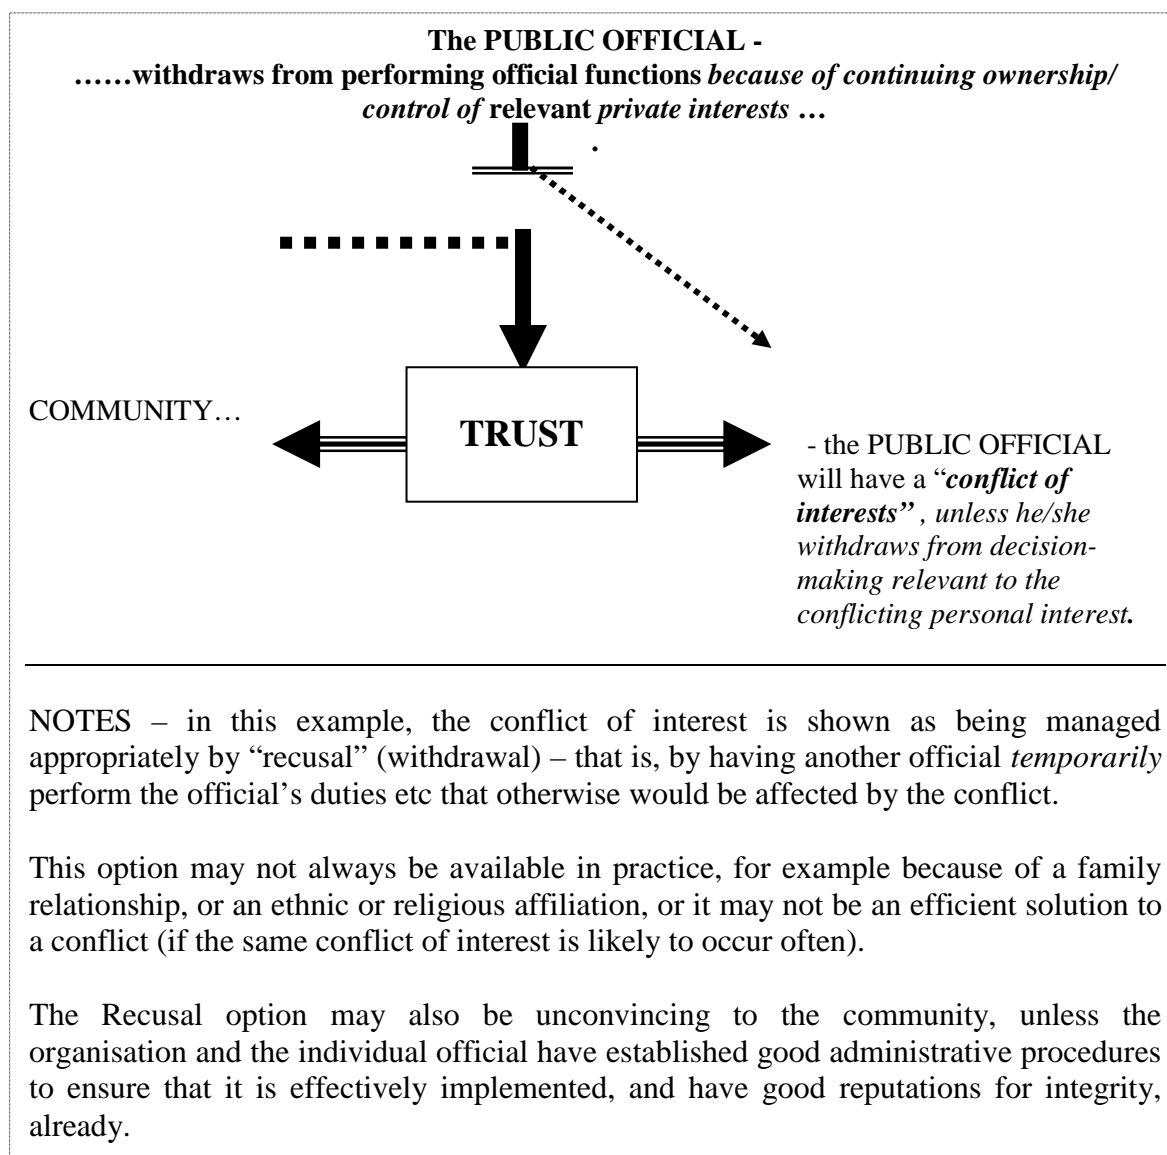 The PUBLIC OFFICIAL -
……withdraws from performing official functions because of continuing ownership/
control of relevant private interests …
.
COMMUNITY…
TRUST
- the PUBLIC OFFICIAL
will have a “conflict of
interests” , unless he/she
withdraws from decision-
making relevant to the
conflicting personal interest.
NOTES – in this example, the conflict of interest is shown as being managed
appropriately by “recusal” (withdrawal) – that is, by having another official temporarily
perform the official’s duties etc that otherwise would be affected by the conflict.
This option may not always be available in practice, for example because of a family
relationship, or an ethnic or religious affiliation, or it may not be an efficient solution to
a conflict (if the same conflict of interest is likely to occur often).
The Recusal option may also be unconvincing to the community, unless the
organisation and the individual official have established good administrative procedures
to ensure that it is effectively implemented, and have good reputations for integrity,
already.